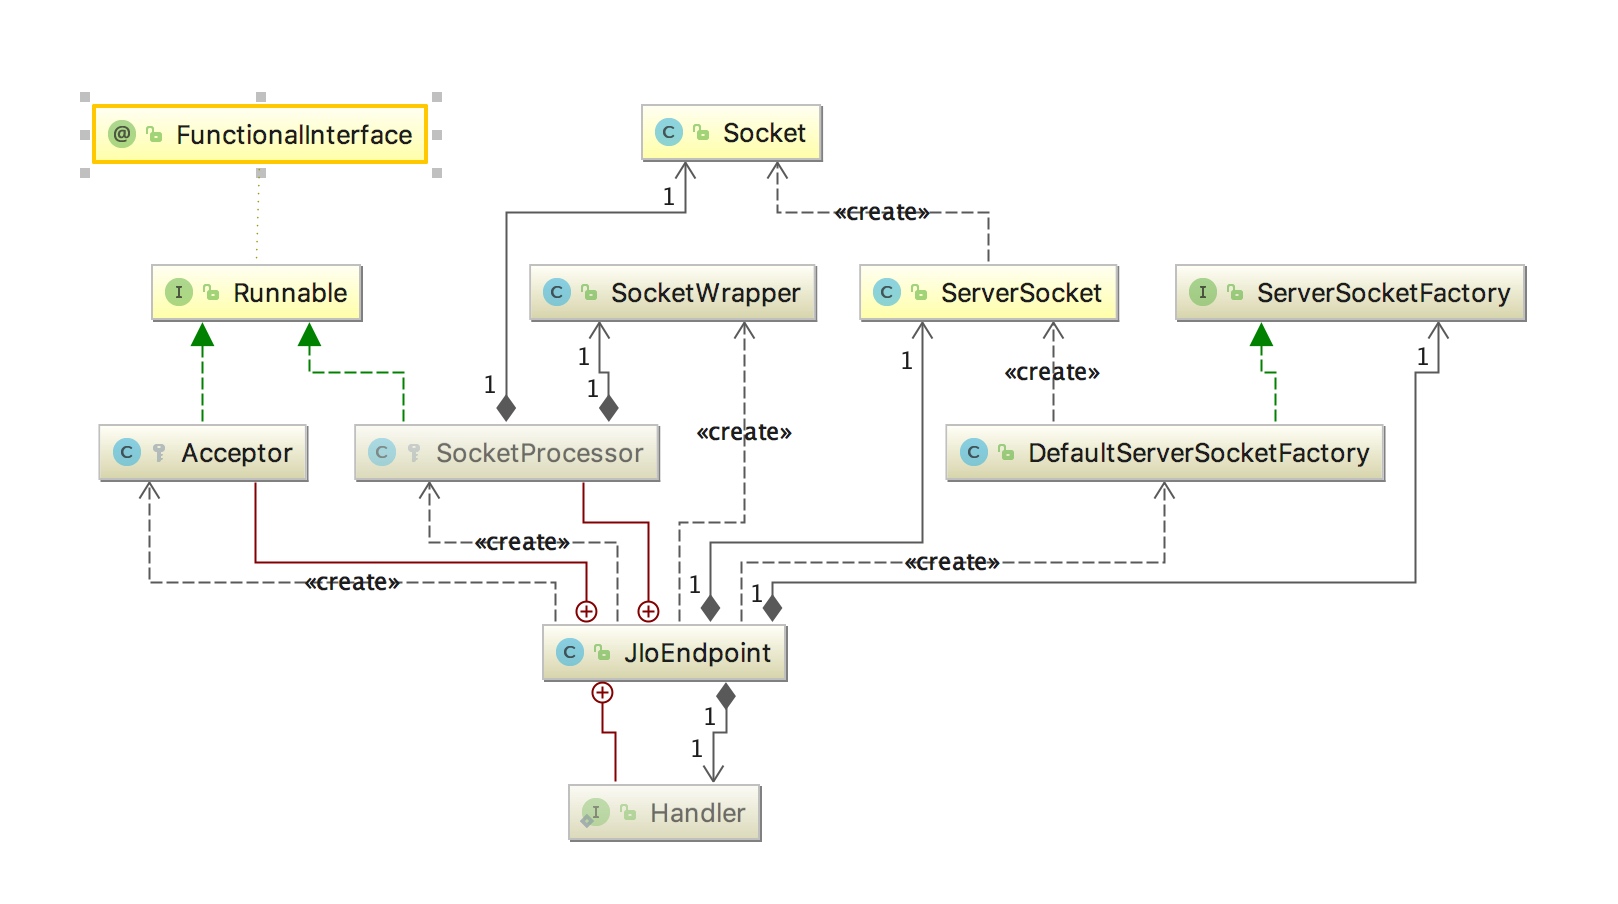 @ FunctionalInterface
C Socket
1
«create»
I Runnable
C SocketWrapper
C ServerSocket
I ServerSocketFactory
1
1
1
1
1
«create»
«create»
C Acceptor
C SocketProcessor
C DefaultServerSocketFactory
«create»
«create»
«create»
1
1
C JIoEndpoint
1
1
I Handler